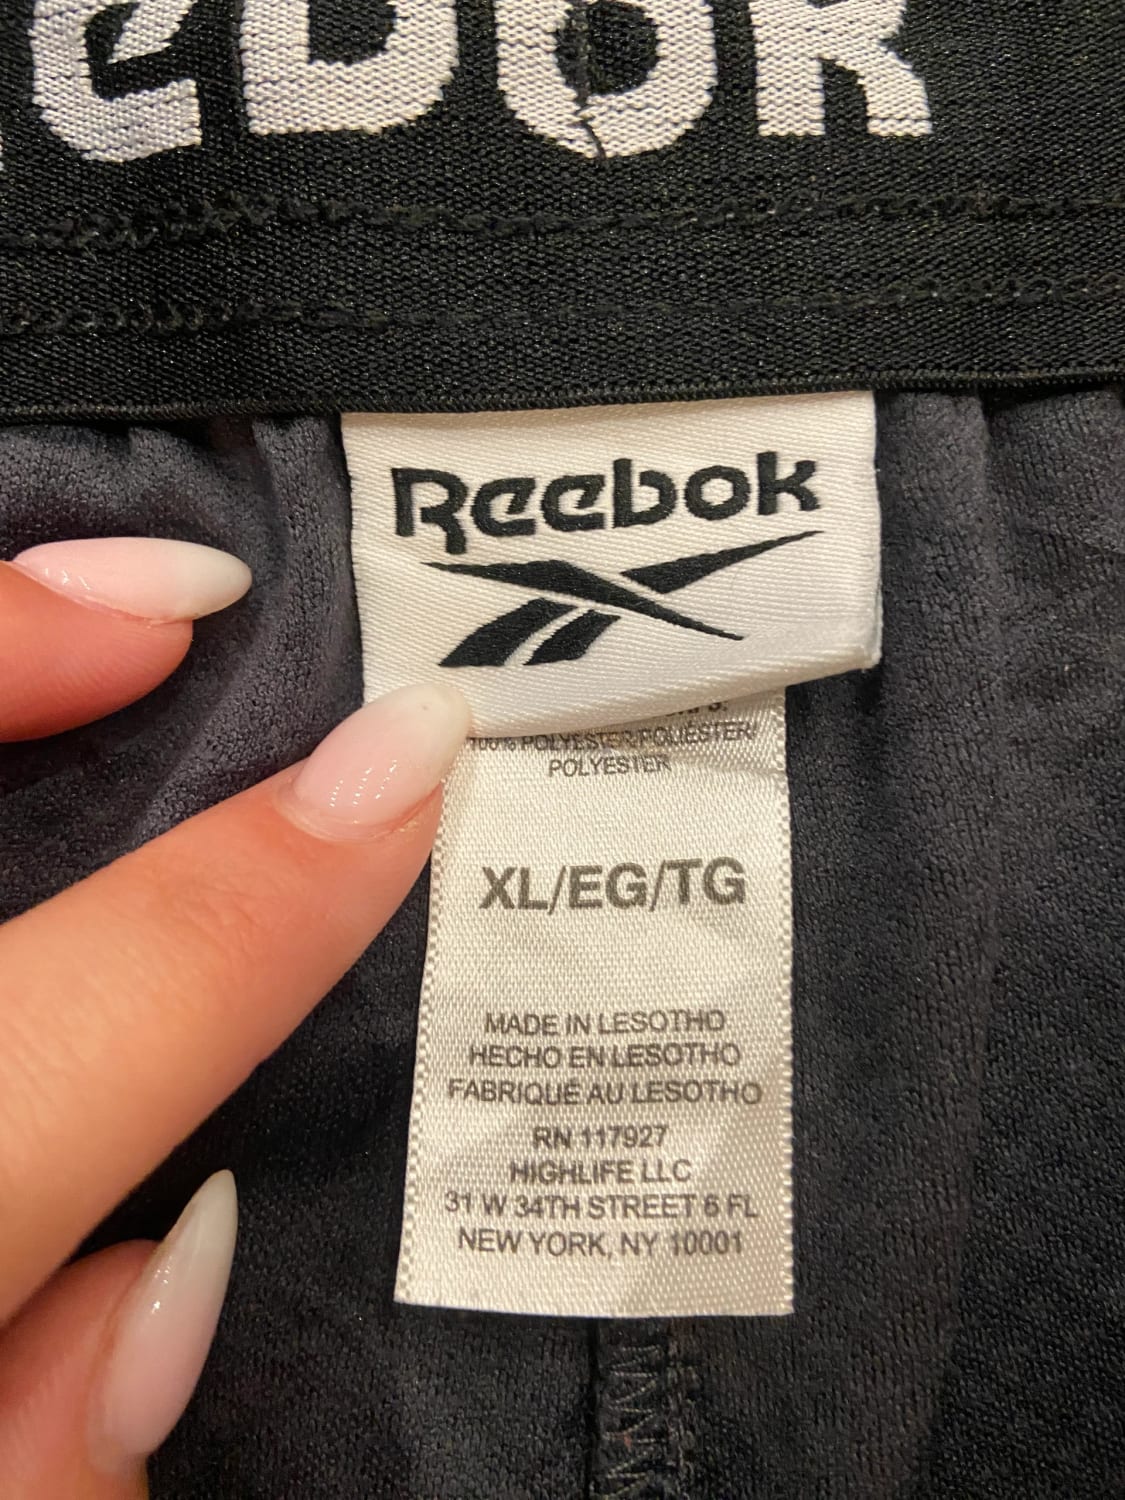 eebok
Reebok
100% POLYESTER/POLIÉSTER/
POLYESTER
XL/EG/TG
MADE IN LESOTHO
HECHO EN LESOTHO
FABRIQUÉ AU LESOTHO
RN 117927
HIGHLIFE LLC
31 W 34TH STREET 6 FL
NEW YORK, NY 10001